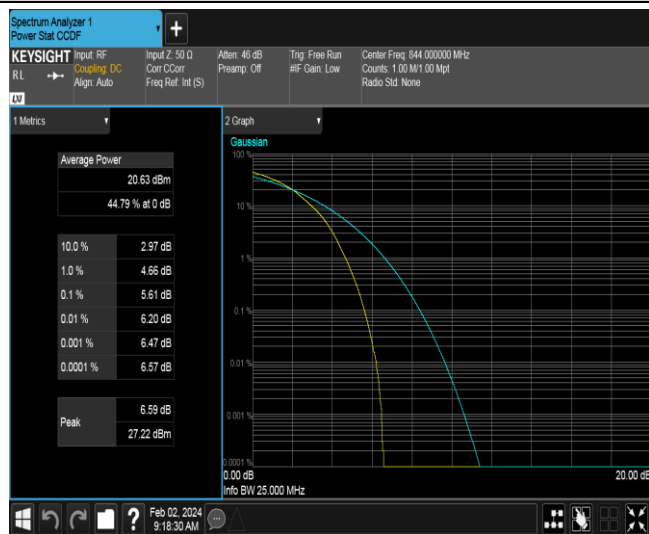 Spectrum Analyzer 1
Power Stat CCDF
+
KEYSIGHT
RL
Input: RF
Coupling: DC
Align: Auto
Input Z: 50 Ω
Corr CCorr
Freq Ref: Int (S)
Atten: 46 dB
Preamp: Off
Trig: Free Run
#IF Gain: Low
Center Freq: 844.000000 MHz
Counts: 1.00 M/1.00 Mpt
Radio Std: None
LXI
1 Metrics
Average Power
20.63 dBm
44.79 % at 0 dB
10.0 % 2.97 dB
1.0 % 4.66 dB
0.1 % 5.61 dB
0.01 % 6.20 dB
0.001 % 6.47 dB
0.0001 % 6.57 dB
Peak
6.59 dB
27.22 dBm
2 Graph
Gaussian
100 %
10 %
1 %
0.1 %
0.01 %
0.001 %
0.0001 %
0.00 dB 20.00 dB
Info BW 25.000 MHz
?
Feb 02, 2024
9:18:30 AM